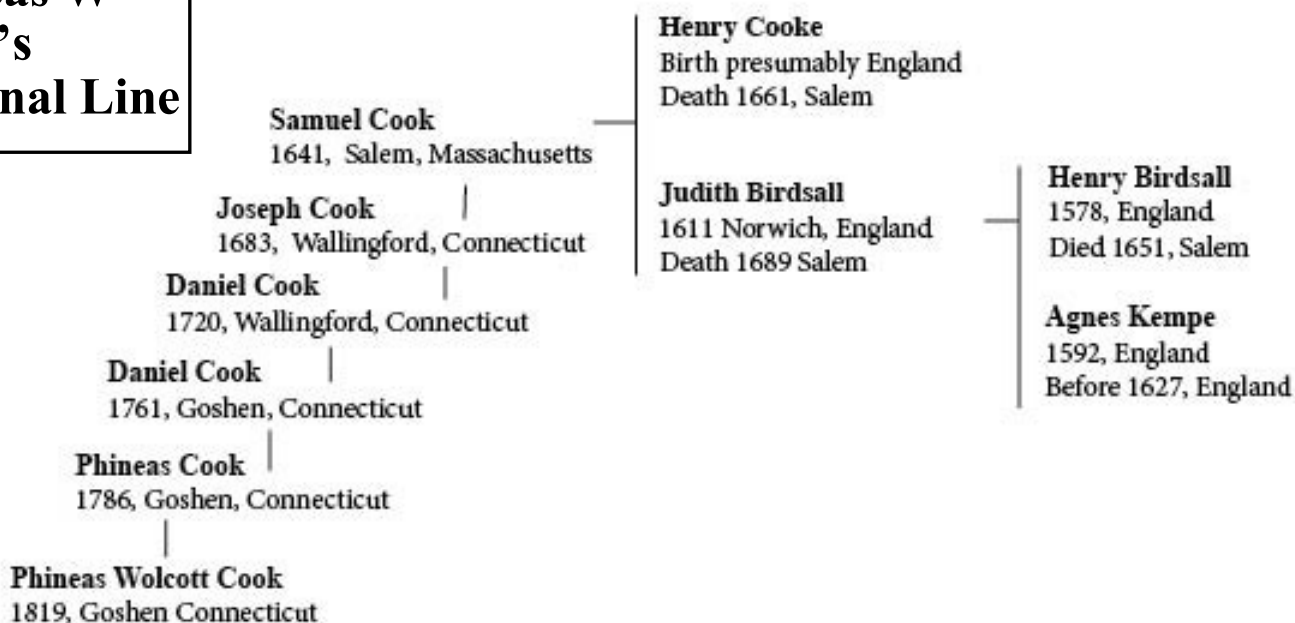 W
's
nal Line
Henry Cooke
Birth presumably England
Death 1661, Salem
Samuel Cook
1641, Salem, Massachusetts
Judith Birdsall
1611 Norwich, England
Death 1689 Salem
Henry Birdsall
1578, England
Died 1651, Salem
Agnes Kempe
1592, England
Before 1627, England
Joseph Cook
1683, Wallingford, Connecticut
Daniel Cook
1720, Wallingford, Connecticut
Daniel Cook
1761, Goshen, Connecticut
Phineas Cook
1786, Goshen, Connecticut
Phineas Wolcott Cook
1819, Goshen Connecticut